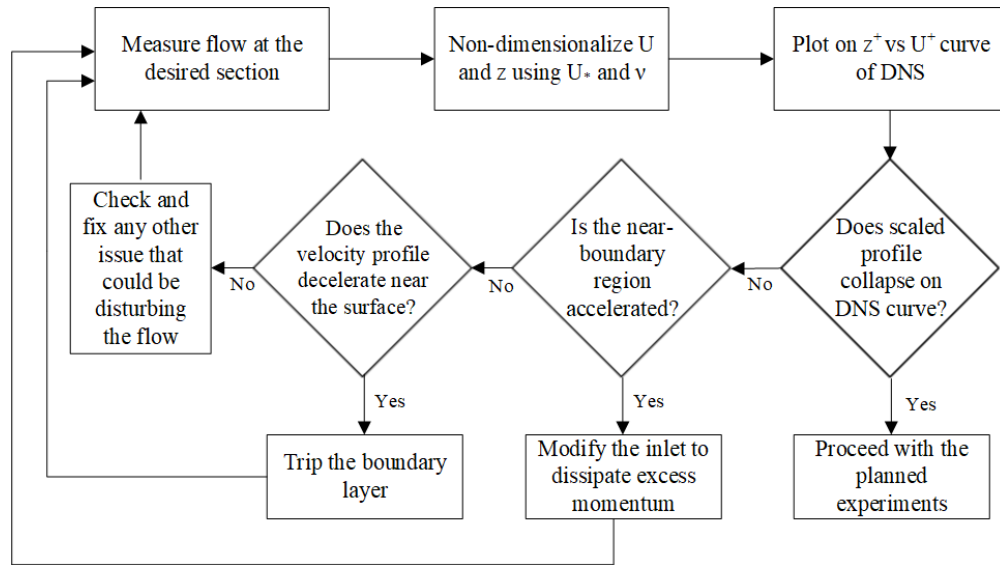 Measure flow at the
desired section
Non-dimensionalize U
and z using U* and ν
Plot on z⁺ vs U⁺ curve
of DNS
Does scaled
profile
collapse on
DNS curve?
No
Yes
Is the near-
boundary
region
accelerated?
No
Yes
Does the
velocity profile
decelerate near
the surface?
No
Yes
Check and
fix any other
issue that
could be
disturbing
the flow
Trip the boundary
layer
Modify the inlet to
dissipate excess
momentum
Proceed with the
planned
experiments